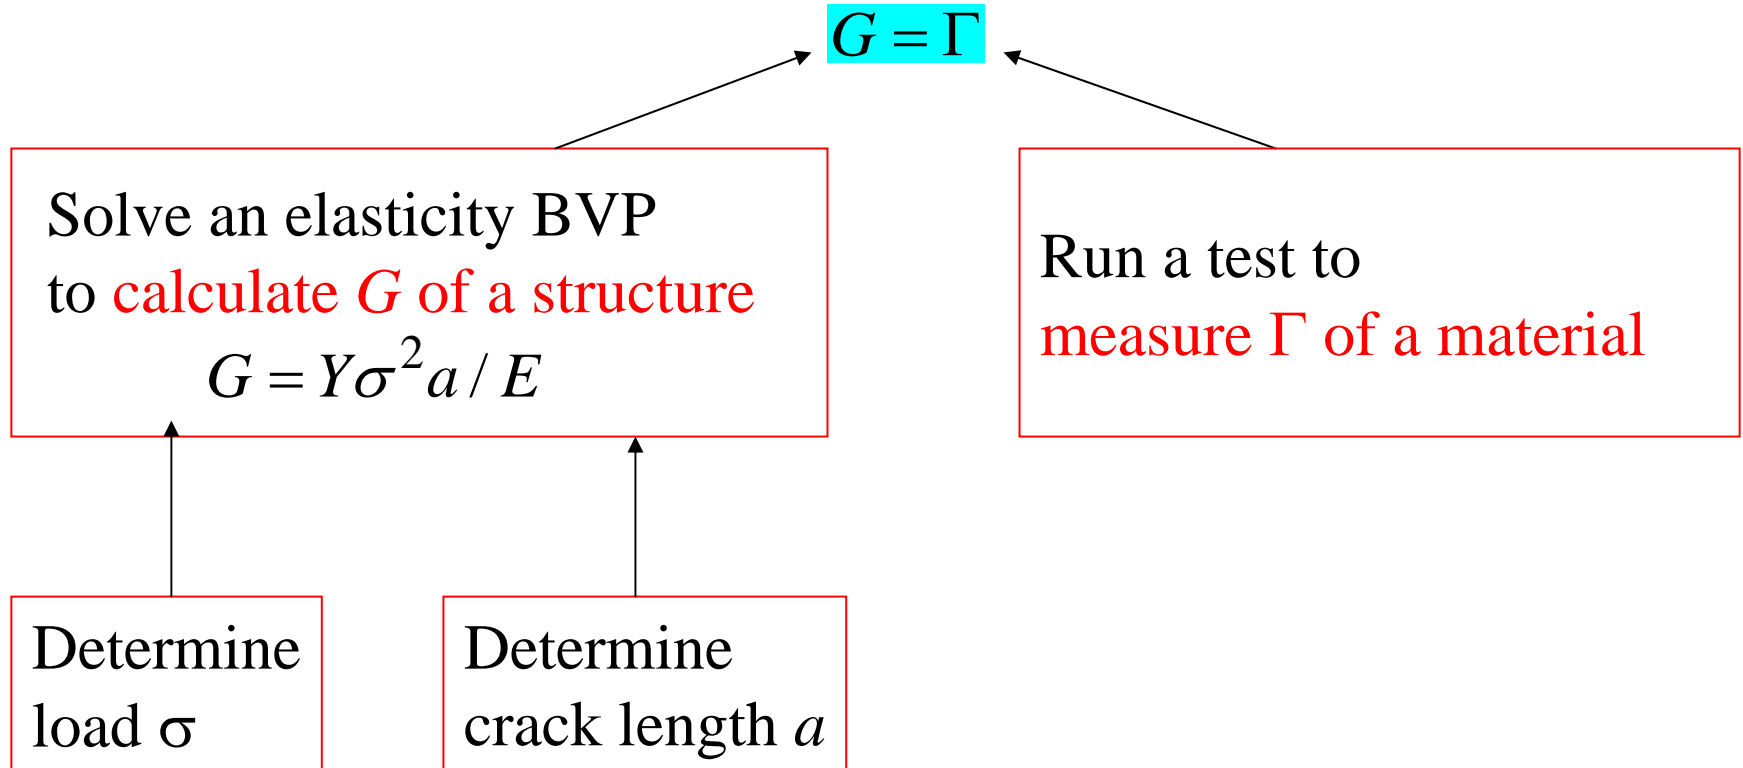 G = Γ
Solve an elasticity BVP
to calculate G of a structure
G = Yσ²a / E
Run a test to
measure Γ of a material
Determine
load σ
Determine
crack length a